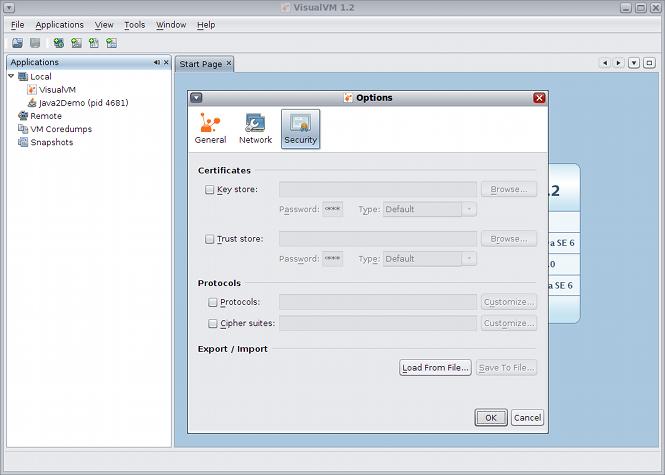 VisualVM 1.2
File Applications View Tools Window Help
Applications
Start Page
Local
VisualVM
Java2Demo (pid 4681)
Remote
VM Coredumps
Snapshots
Options
General Network Security
Certificates
Key store: Browse...
Password: Type: Default
Trust store: Browse...
Password: Type: Default
Protocols
Protocols: Customize...
Cipher suites: Customize...
Export / Import
Load From File... Save To File...
OK Cancel
.2
a SE 6
.0
a SE 6